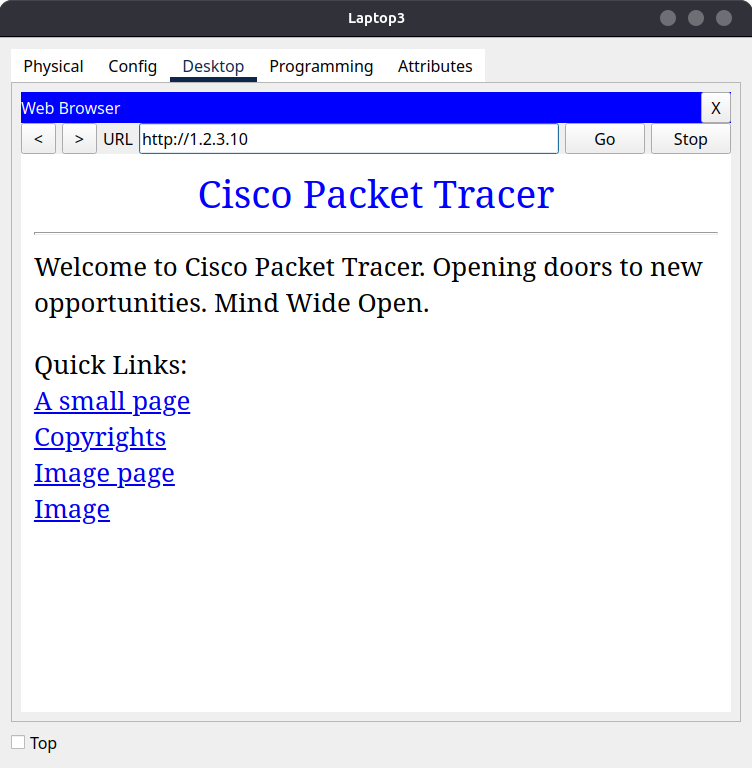 Laptop3
Physical Config Desktop Programming Attributes
Web Browser X
< > URL http://1.2.3.10 Go Stop
Cisco Packet Tracer
Welcome to Cisco Packet Tracer. Opening doors to new
opportunities. Mind Wide Open.
Quick Links:
A small page
Copyrights
Image page
Image
Top